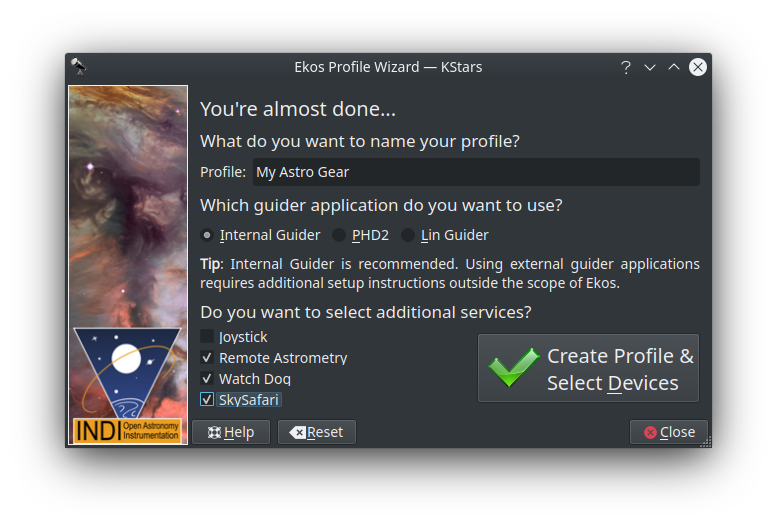 Ekos Profile Wizard — KStars
You're almost done...
What do you want to name your profile?
Profile: My Astro Gear
Which guider application do you want to use?
Internal Guider PHD2 Lin Guider
Tip: Internal Guider is recommended. Using external guider applications
requires additional setup instructions outside the scope of Ekos.
Do you want to select additional services?
Joystick
Remote Astrometry
Watch Dog
SkySafari
Create Profile &
Select Devices
INDI Open Astronomy
Instrumentation
Help Reset Close